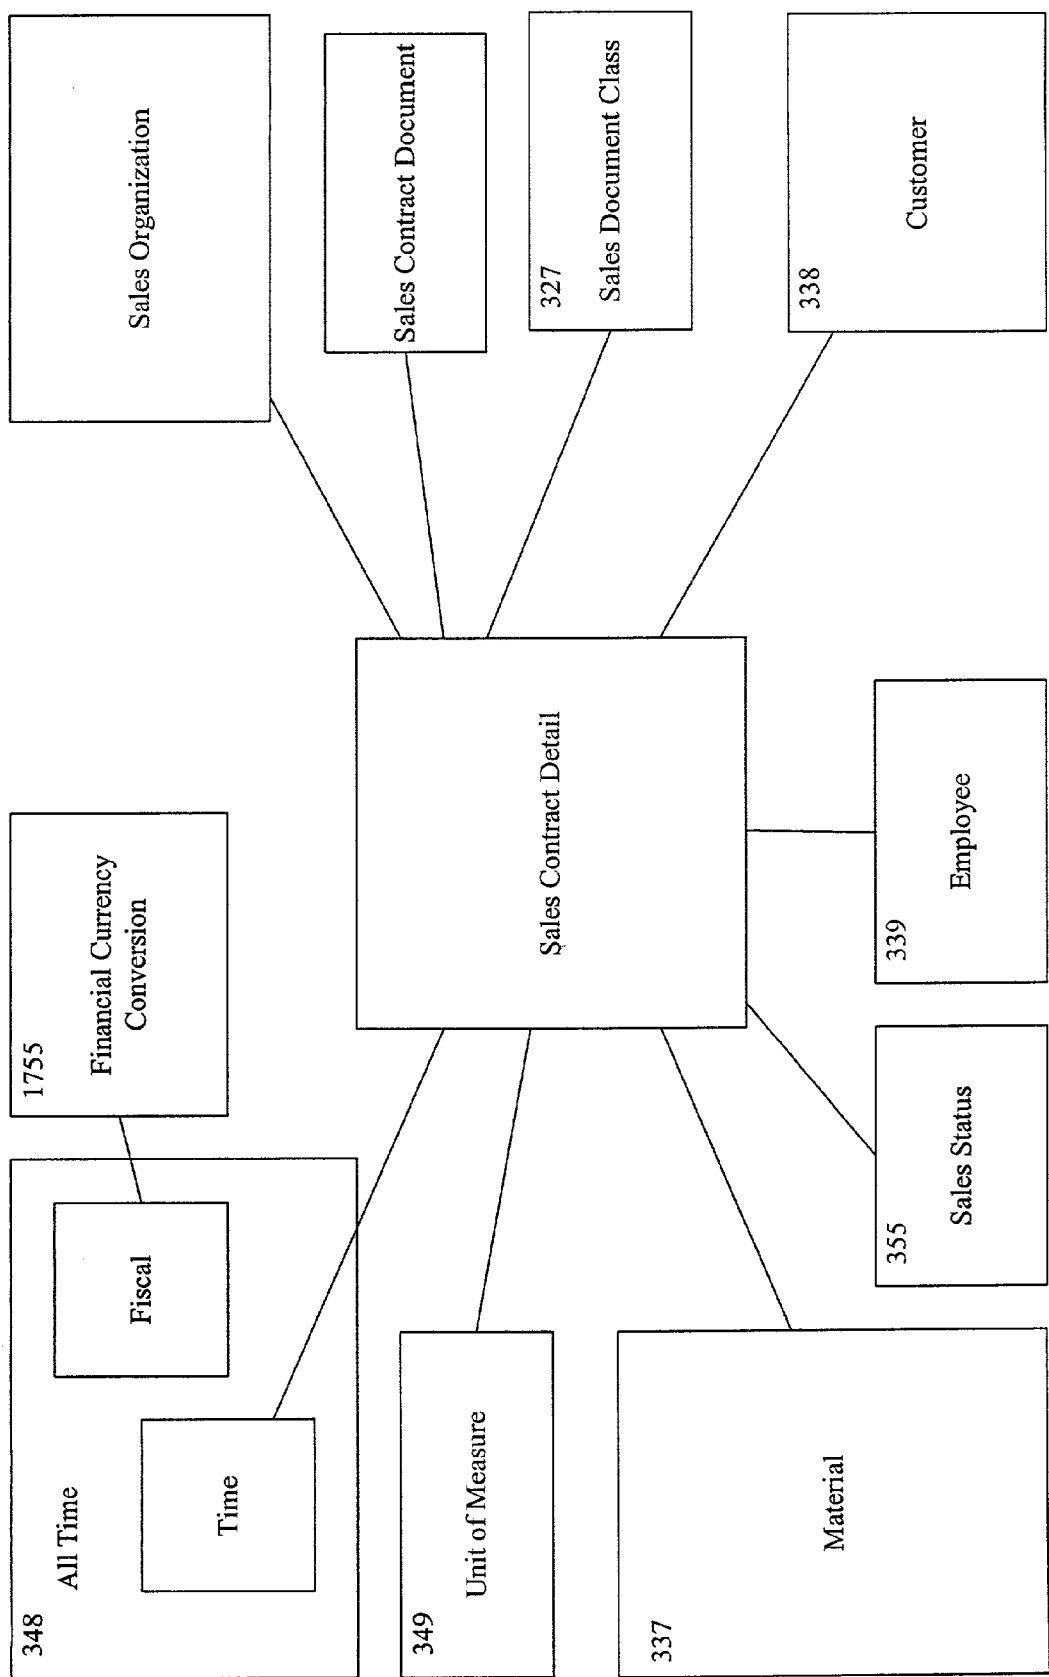 348
All Time
Time
Fiscal
1755
Financial Currency
Conversion
Sales Organization
349
Unit of Measure
Sales Contract Detail
Sales Contract Document
327
Sales Document Class
337
Material
355
Sales Status
339
Employee
338
Customer